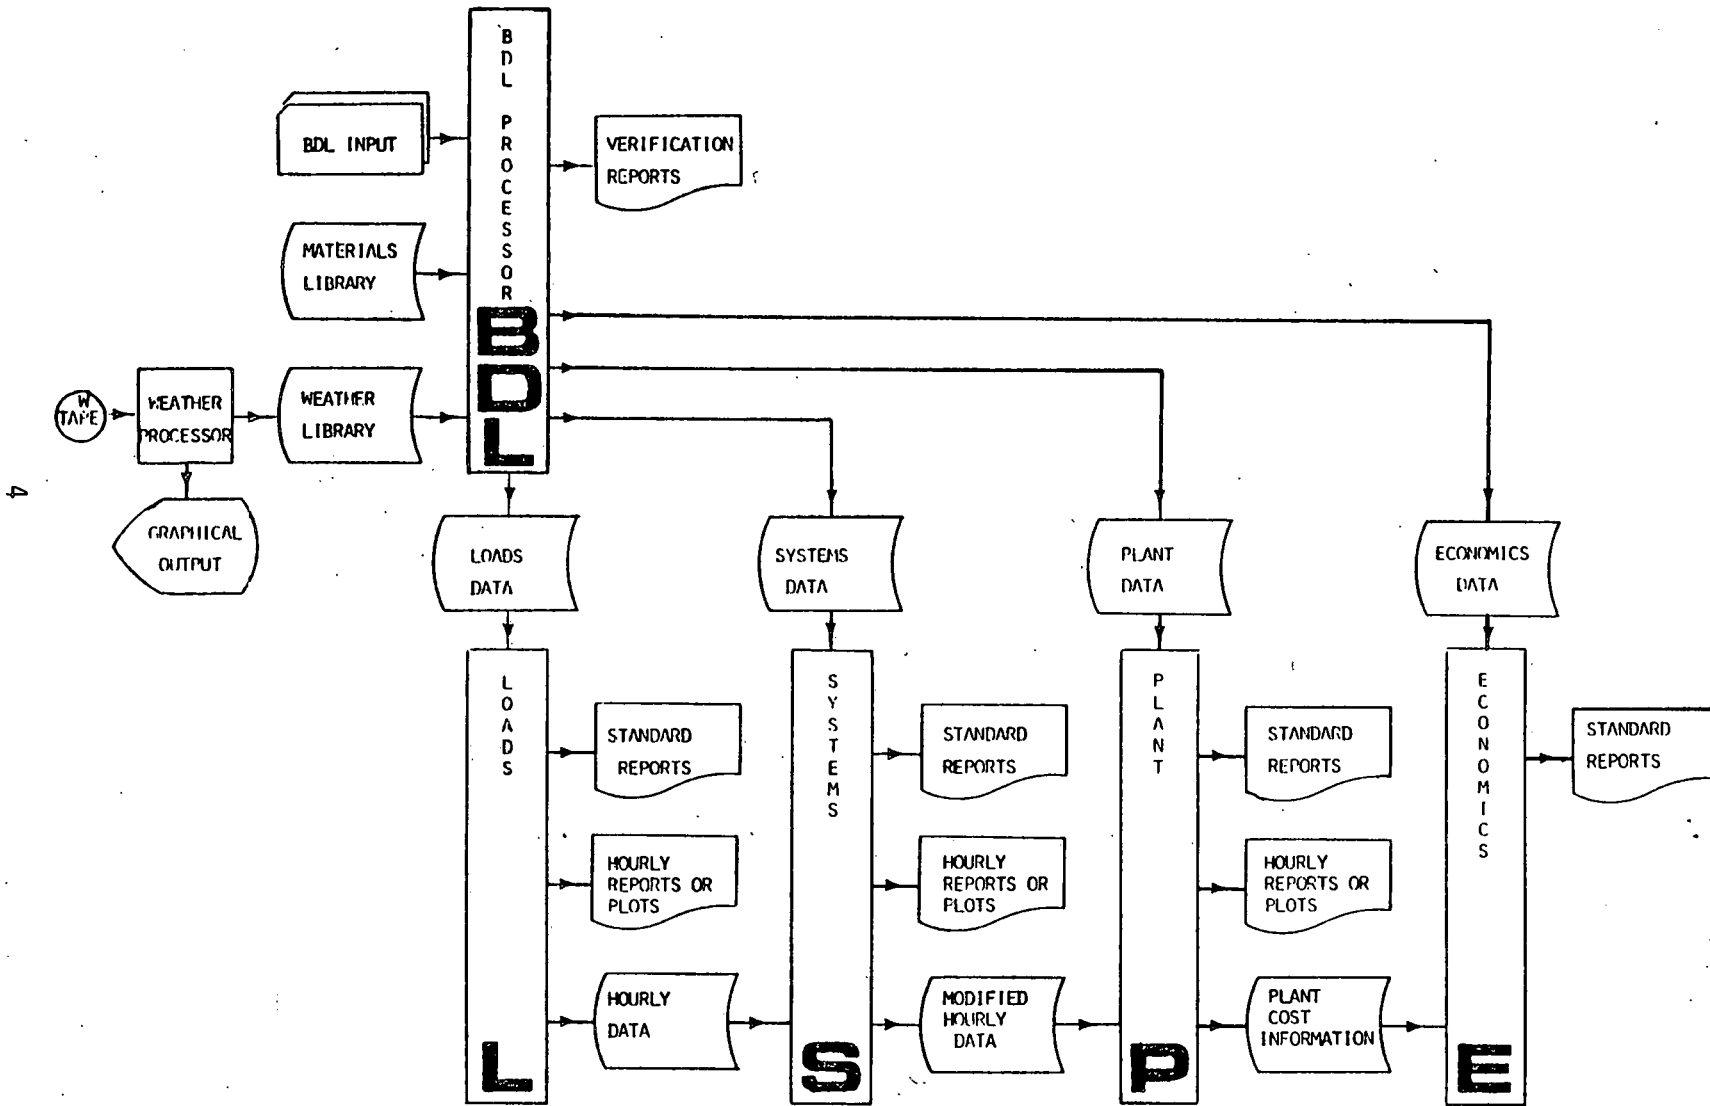 BDL PROCESSOR
BDL
BDL INPUT
VERIFICATION
REPORTS
MATERIALS
LIBRARY
W
TAPE
WEATHER
PROCESSOR
WEATHER
LIBRARY
GRAPHICAL
OUTPUT
4
LOADS
DATA
SYSTEMS
DATA
PLANT
DATA
ECONOMICS
DATA
LOADS
STANDARD
REPORTS
HOURLY
REPORTS OR
PLOTS
HOURLY
DATA
L
SYSTEMS
STANDARD
REPORTS
HOURLY
REPORTS OR
PLOTS
MODIFIED
HOURLY
DATA
S
PLANT
STANDARD
REPORTS
HOURLY
REPORTS OR
PLOTS
PLANT
COST
INFORMATION
P
ECONOMICS
STANDARD
REPORTS
E